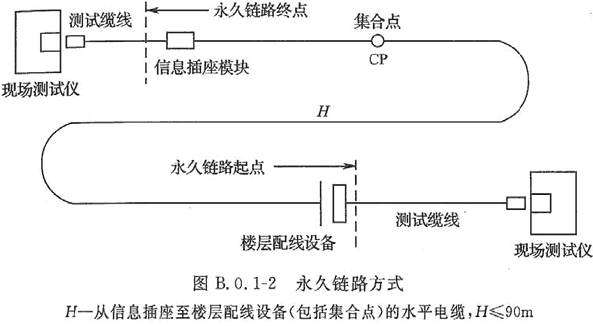 测试缆线
永久链路终点
集合点
CP
现场测试仪
信息插座模块
H
永久链路起点
楼层配线设备
测试缆线
现场测试仪
图 B.0.1-2 永久链路方式
H—从信息插座至楼层配线设备(包括集合点)的水平电缆,H≤90m